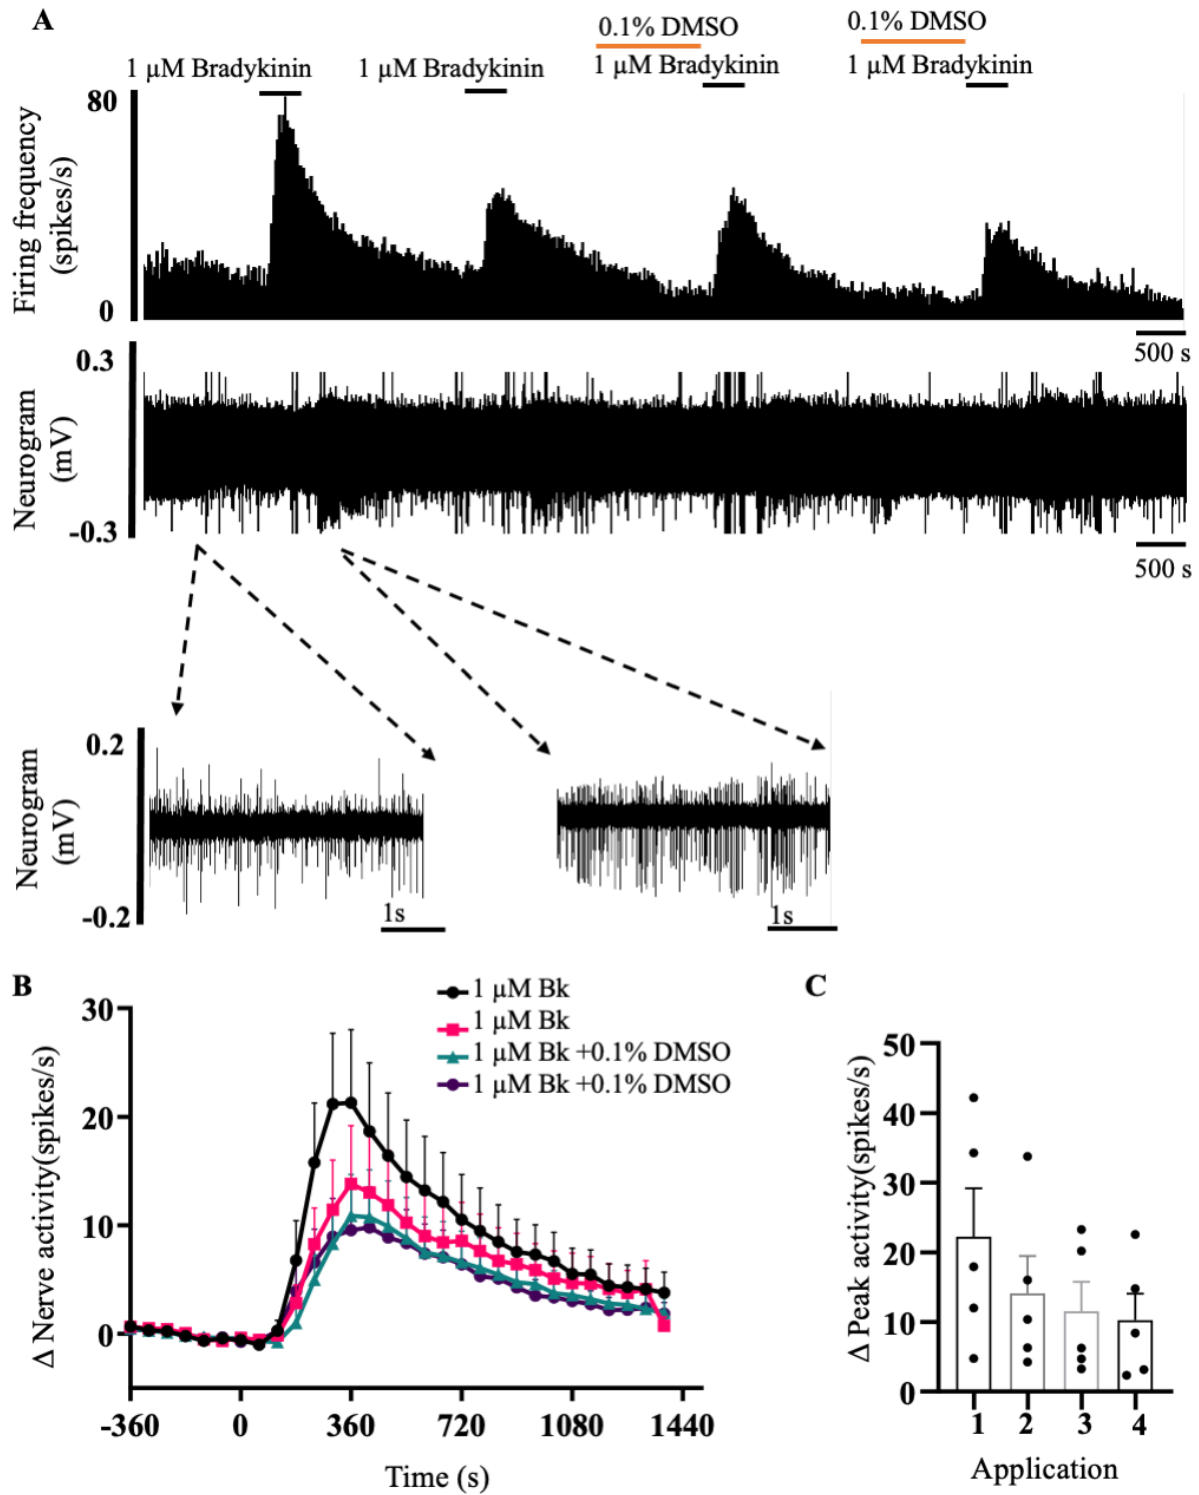 A
0.1% DMSO
0.1% DMSO
1 µM Bradykinin
1 µM Bradykinin
1 µM Bradykinin
1 µM Bradykinin
Firing frequency
(spikes/s)
80
0
500 s
Neurogram
(mV)
0.3
-0.3
500 s
Neurogram
(mV)
0.2
-0.2
1s
1s
B
1 µM Bk
1 µM Bk
1 µM Bk +0.1% DMSO
1 µM Bk +0.1% DMSO
Δ Nerve activity(spikes/s)
30
20
10
0
-360 0 360 720 1080 1440
Time (s)
C
Δ Peak activity(spikes/s)
50
40
30
20
10
0
1 2 3 4
Application